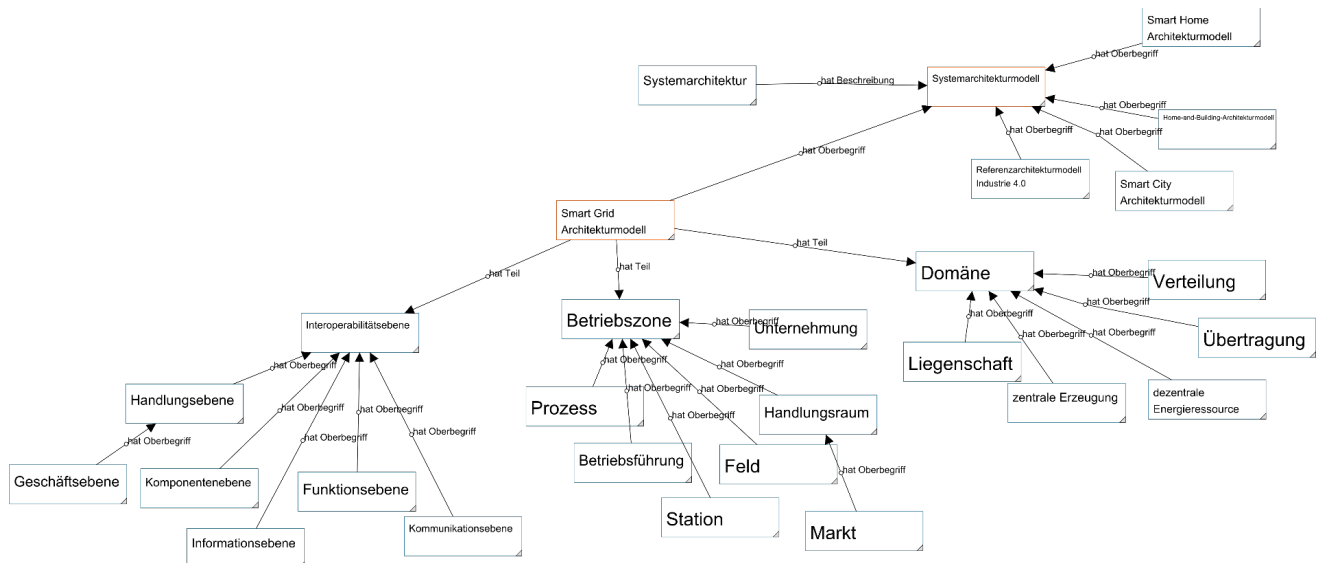 Smart Home
Architekturmodell
hat Oberbegriff
Systemarchitektur
hat Beschreibung
Systemarchitekturmodell
hat Oberbegriff
Home-and-Building-Architekturmodell
hat Oberbegriff
hat Oberbegriff
hat Oberbegriff
Referenzarchitekturmodell
Industrie 4.0
Smart City
Architekturmodell
Smart Grid
Architekturmodell
hat Teil
hat Teil
hat Teil
Domäne
hat Oberbegriff
Verteilung
hat Oberbegriff
Übertragung
hat Oberbegriff
hat Oberbegriff
hat Oberbegriff
Liegenschaft
zentrale Erzeugung
dezentrale
Energieressource
Interoperabilitätsebene
Betriebszone
hat Oberbegriff
Unternehmung
hat Oberbegriff
Handlungsebene
hat Oberbegriff
hat Oberbegriff
hat Oberbegriff
hat Oberbegriff
hat Oberbegriff
Geschäftsebene
Komponentenebene
Funktionsebene
Informationsebene
Kommunikationsebene
hat Oberbegriff
hat Oberbegriff
hat Oberbegriff
hat Oberbegriff
hat Oberbegriff
Prozess
Handlungsraum
Betriebsführung
Feld
hat Oberbegriff
Station
Markt